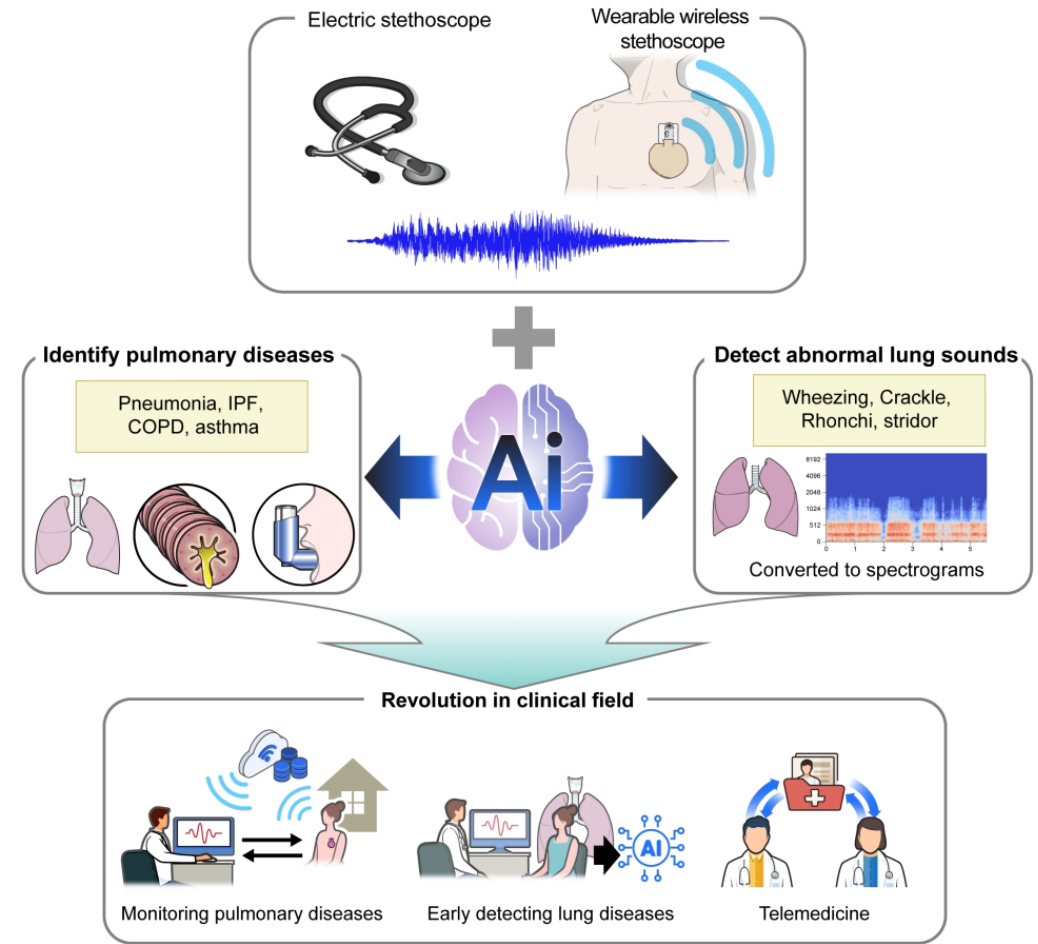 Electric stethoscope
Wearable wireless
stethoscope
Identify pulmonary diseases
Pneumonia, IPF,
COPD, asthma
Ai
Detect abnormal lung sounds
Wheezing, Crackle,
Rhonchi, stridor
8192
4096
2048
1024
512
0
0 1 2 3 4 5
Converted to spectrograms
Revolution in clinical field
AI
Monitoring pulmonary diseases
Early detecting lung diseases
Telemedicine